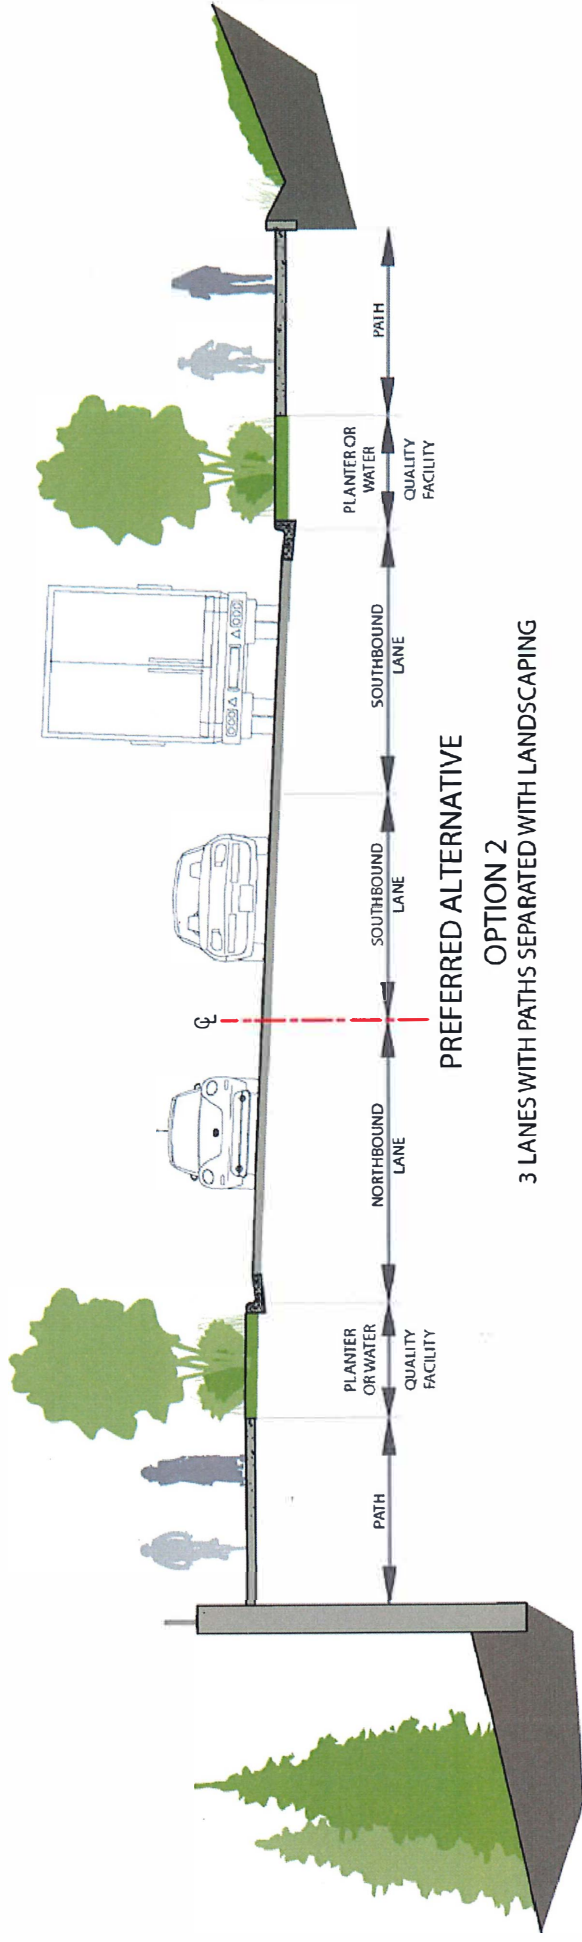 ℄
PATH
PLANTER
OR WATER
QUALITY
FACILITY
NORTHBOUND
LANE
SOUTHBOUND
LANE
SOUTHBOUND
LANE
PLANTER OR
WATER
QUALITY
FACILITY
PATH
PREFERRED ALTERNATIVE
OPTION 2
3 LANES WITH PATHS SEPARATED WITH LANDSCAPING